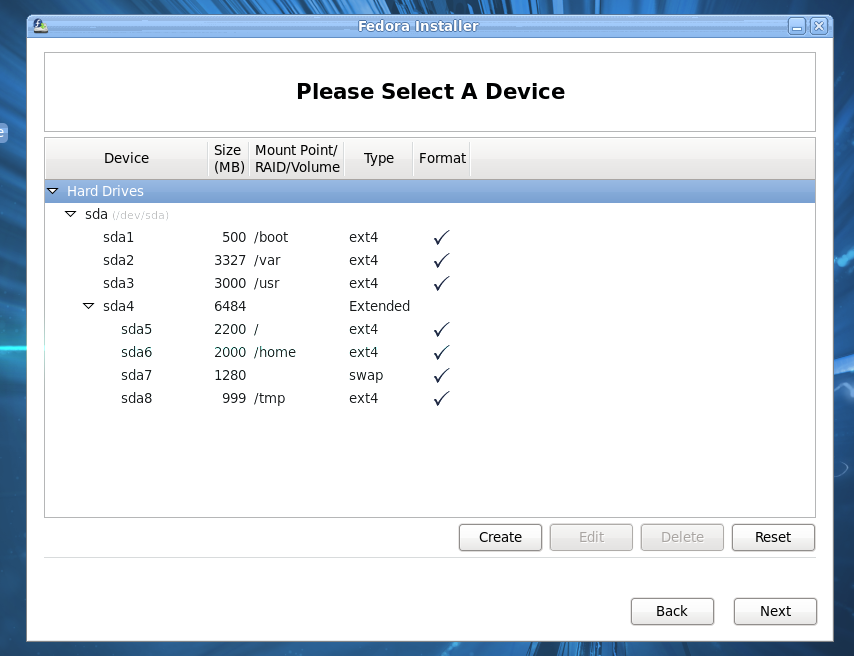 Fedora Installer
Please Select A Device
Device Size (MB) Mount Point/ RAID/Volume Type Format
Hard Drives
sda (/dev/sda)
sda1 500 /boot ext4 ✓
sda2 3327 /var ext4 ✓
sda3 3000 /usr ext4 ✓
sda4 6484 Extended
sda5 2200 / ext4 ✓
sda6 2000 /home ext4 ✓
sda7 1280 swap ✓
sda8 999 /tmp ext4 ✓
Create Edit Delete Reset
Back Next